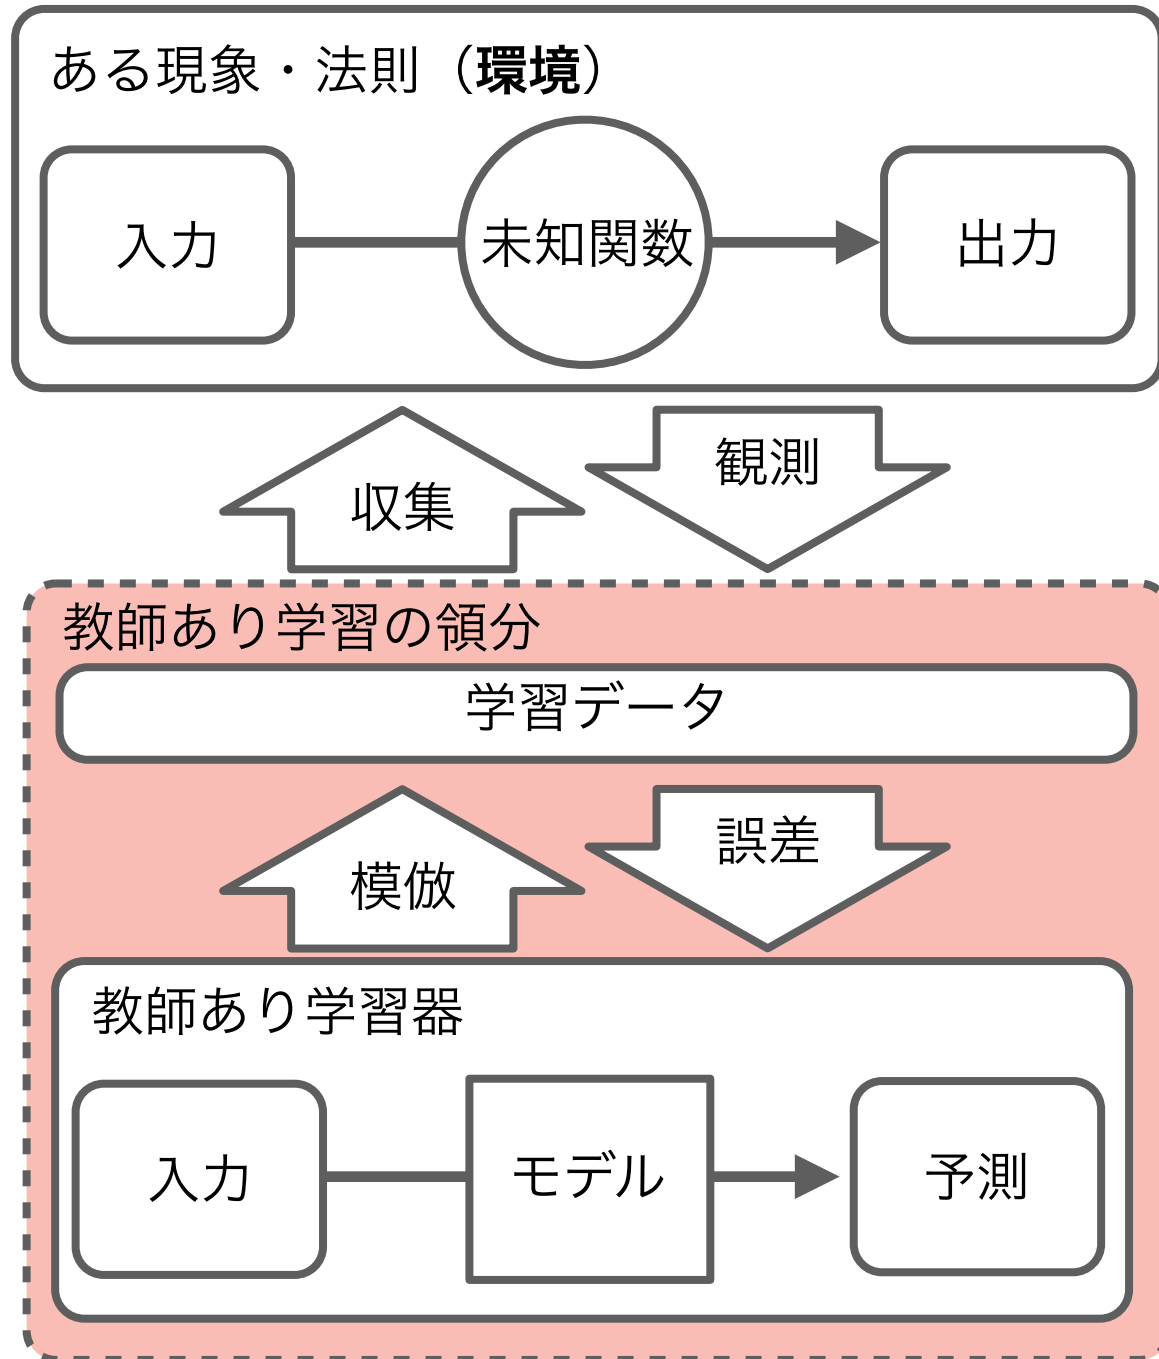 ある現象・法則（環境）
入力
未知関数
出力
収集
観測
教師あり学習の領分
学習データ
模倣
誤差
教師あり学習器
入力
モデル
予測